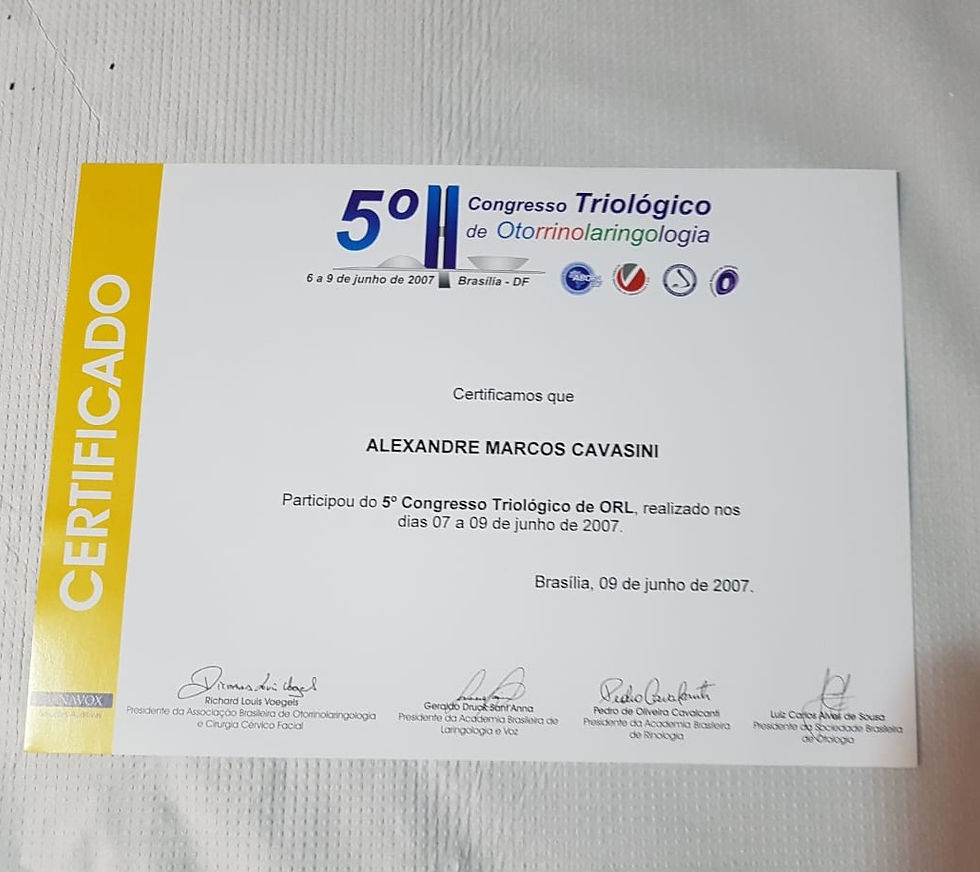 CERTIFICADO
5º Congresso Triológico
de Otorrinolaringologia
6 a 9 de junho de 2007 Brasília - DF
Certificamos que
ALEXANDRE MARCOS CAVASINI
Participou do 5º Congresso Triológico de ORL, realizado nos
dias 07 a 09 de junho de 2007.
Brasília, 09 de junho de 2007.
Richard Louis Voegels
Presidente da Associação Brasileira de Otorrinolaringologia
e Cirurgia Cérvico Facial
Geraldo Druck Sant'Anna
Presidente da Academia Brasileira de
Laringologia e Voz
Pedro de Oliveira Cavalcanti
Presidente da Academia Brasileira
de Rinologia
Luiz Carlos Alves de Sousa
Presidente da Sociedade Brasileira
de Otologia